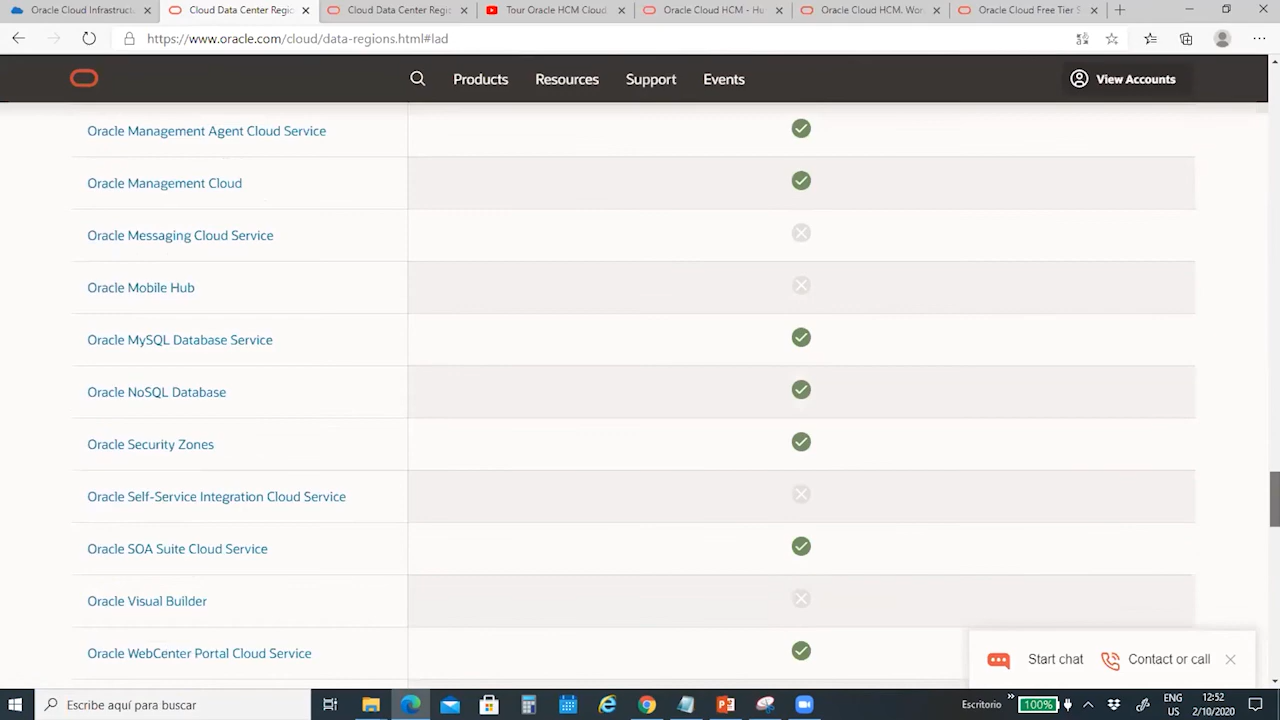 Oracle Cloud Infrastruct
Cloud Data Center Regio
Cloud Data Center Regi
Tour Oracle HCM Cloud
Oracle Cloud HCM - Hu
Oracle Cloud HCM. Wor
Oracle Cloud Free Tier S
https://www.oracle.com/cloud/data-regions.html#lad
Products
Resources
Support
Events
View Accounts
Oracle Management Agent Cloud Service
Oracle Management Cloud
Oracle Messaging Cloud Service
Oracle Mobile Hub
Oracle MySQL Database Service
Oracle NoSQL Database
Oracle Security Zones
Oracle Self-Service Integration Cloud Service
Oracle SOA Suite Cloud Service
Oracle Visual Builder
Oracle WebCenter Portal Cloud Service
Start chat
Contact or call
Escribe aquí para buscar
Escritorio
100%
ENG
US
12:52
2/10/2020